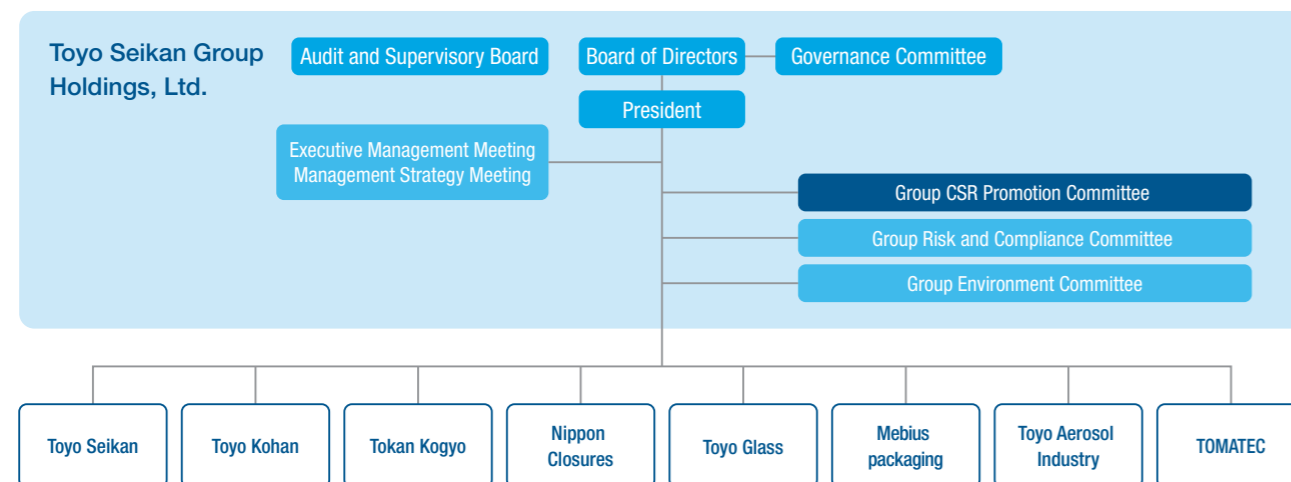 Toyo Seikan Group
Holdings, Ltd.
Audit and Supervisory Board
Board of Directors
Governance Committee
President
Executive Management Meeting
Management Strategy Meeting
Group CSR Promotion Committee
Group Risk and Compliance Committee
Group Environment Committee
Toyo Seikan
Toyo Kohan
Tokan Kogyo
Nippon
Closures
Toyo Glass
Mebius
packaging
Toyo Aerosol
Industry
TOMATEC